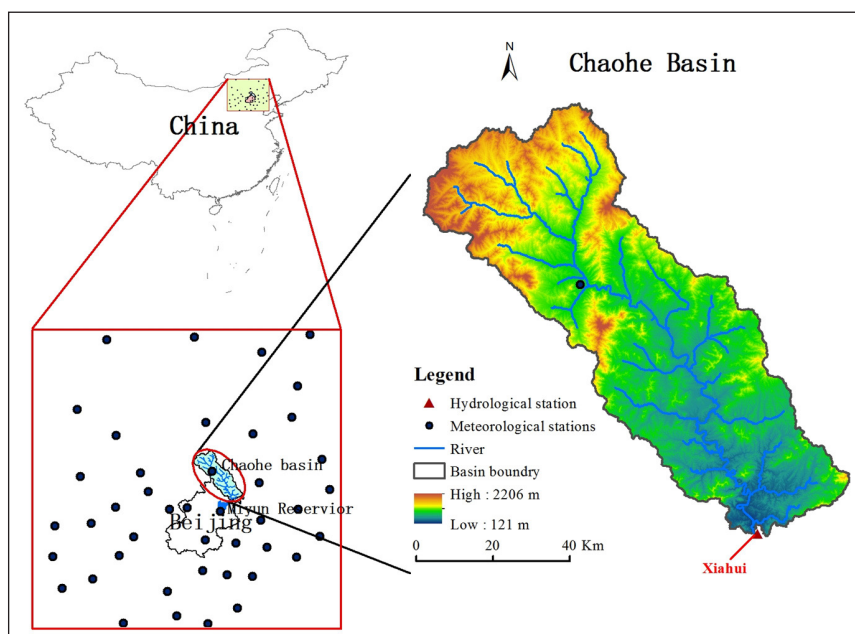 China
N
Chaohe Basin
Chaohe basin
Miyun Reservior
Beijing
Legend
Hydrological station
Meteorological stations
River
Basin boundry
High : 2206 m
Low : 121 m
0 20 40 Km
Xiahui